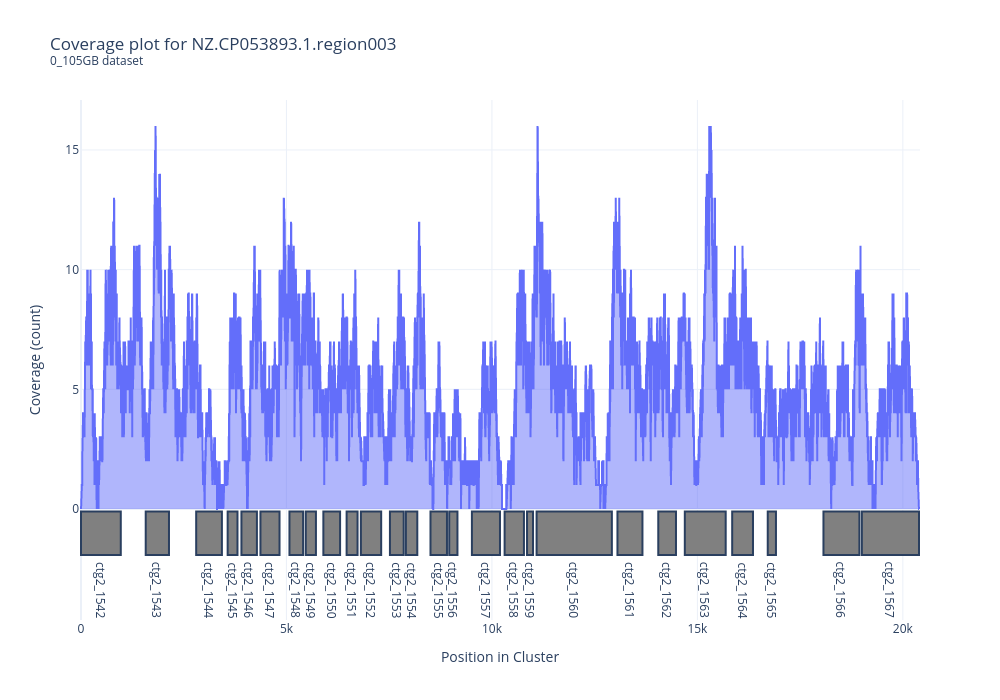 Coverage plot for NZ.CP053893.1.region003
0_105GB dataset
15
10
5
0
Coverage (count)
ctg2_1542
ctg2_1543
ctg2_1544
ctg2_1545
ctg2_1546
ctg2_1547
ctg2_1548
ctg2_1549
ctg2_1550
ctg2_1551
ctg2_1552
ctg2_1553
ctg2_1554
ctg2_1555
ctg2_1556
ctg2_1557
ctg2_1558
ctg2_1559
ctg2_1560
ctg2_1561
ctg2_1562
ctg2_1563
ctg2_1564
ctg2_1565
ctg2_1566
ctg2_1567
0 5k 10k 15k 20k
Position in Cluster